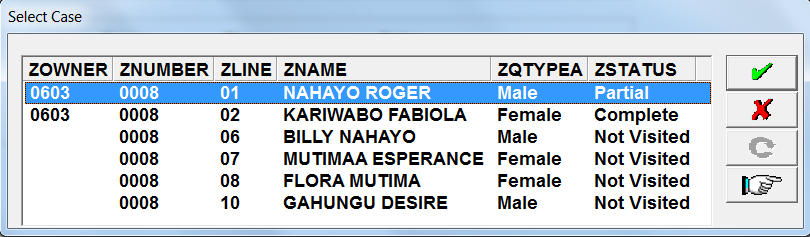 Select Case
ZOWNER ZNUMBER ZLINE ZNAME ZQTYPEA ZSTATUS
0603 0008 01 NAHAYO ROGER Male Partial
0603 0008 02 KARIWABO FABIOLA Female Complete
0008 06 BILLY NAHAYO Male Not Visited
0008 07 MUTIMAA ESPERANCE Female Not Visited
0008 08 FLORA MUTIMA Female Not Visited
0008 10 GAHUNGU DESIRE Male Not Visited